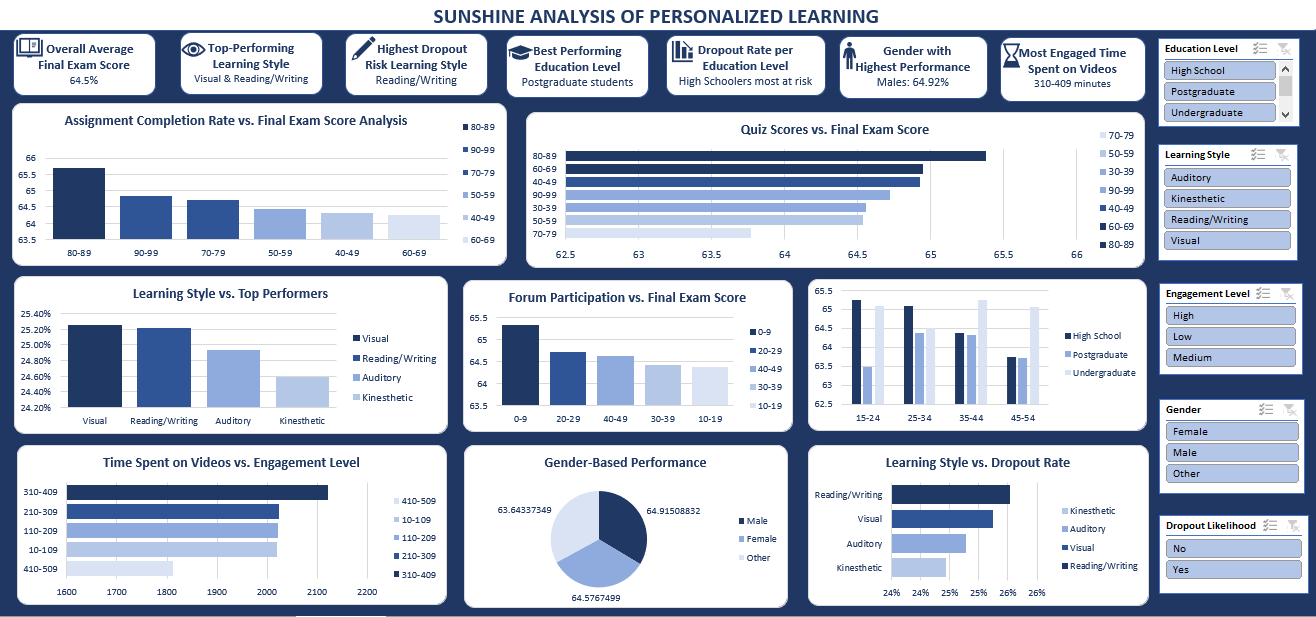 SUNSHINE ANALYSIS OF PERSONALIZED LEARNING
Overall Average
Final Exam Score
64.5%
Top-Performing
Learning Style
Visual & Reading/Writing
Highest Dropout
Risk Learning Style
Reading/Writing
Best Performing
Education Level
Postgraduate students
Dropout Rate per
Education Level
High Schoolers most at risk
Gender with
Highest Performance
Males: 64.92%
Most Engaged Time
Spent on Videos
310-409 minutes
Education Level
High School
Postgraduate
Undergraduate
Assignment Completion Rate vs. Final Exam Score Analysis
66
65.5
65
64.5
64
63.5
80-89
90-99
70-79
50-59
40-49
60-69
80-89
90-99
70-79
50-59
40-49
60-69
Quiz Scores vs. Final Exam Score
80-89
60-69
40-49
90-99
30-39
50-59
70-79
62.5
63
63.5
64
64.5
65
65.5
66
70-79
50-59
30-39
90-99
40-49
60-69
80-89
Learning Style
Auditory
Kinesthetic
Reading/Writing
Visual
Learning Style vs. Top Performers
25.40%
25.20%
25.00%
24.80%
24.60%
24.40%
24.20%
Visual
Reading/Writing
Auditory
Kinesthetic
Visual
Reading/Writing
Auditory
Kinesthetic
Forum Participation vs. Final Exam Score
65.5
65
64.5
64
63.5
0-9
20-29
40-49
30-39
10-19
0-9
20-29
40-49
30-39
10-19
65.5
65
64.5
64
63.5
63
62.5
15-24
25-34
35-44
45-54
High School
Postgraduate
Undergraduate
Engagement Level
High
Low
Medium
Gender
Female
Male
Other
Time Spent on Videos vs. Engagement Level
310-409
210-309
110-209
10-109
410-509
1600
1700
1800
1900
2000
2100
2200
410-509
10-109
110-209
210-309
310-409
Gender-Based Performance
63.64337349
64.91508832
64.5767499
Male
Female
Other
Learning Style vs. Dropout Rate
Reading/Writing
Visual
Auditory
Kinesthetic
24%
24%
25%
25%
26%
26%
Kinesthetic
Auditory
Visual
Reading/Writing
Dropout Likelihood
No
Yes